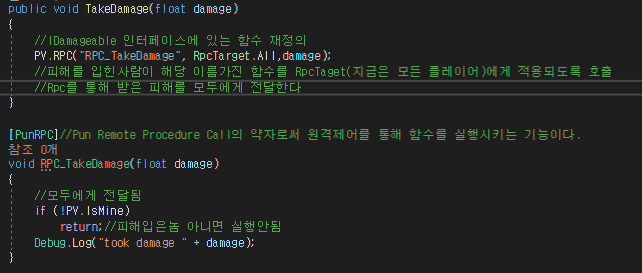 public void TakeDamage(float damage)
{
//IDamageable 인터페이스에 있는 함수 재정의
PV.RPC("RPC_TakeDamage", RpcTarget.All,damage);
//피해를 입힌사람이 해당 이름가진 함수를 RpcTaget(지금은 모든 플레이어)에게 적용되도록 호출
//Rpc를 통해 받은 피해를 모두에게 전달한다
}
[PunRPC]//Pun Remote Procedure Call의 약자로써 원격제어를 통해 함수를 실행시키는 기능이다.
참조 0개
void RPC_TakeDamage(float damage)
{
//모두에게 전달됨
if (!PV.IsMine)
return;//피해입은놈 아니면 실행안됨
Debug.Log("took damage " + damage);
}